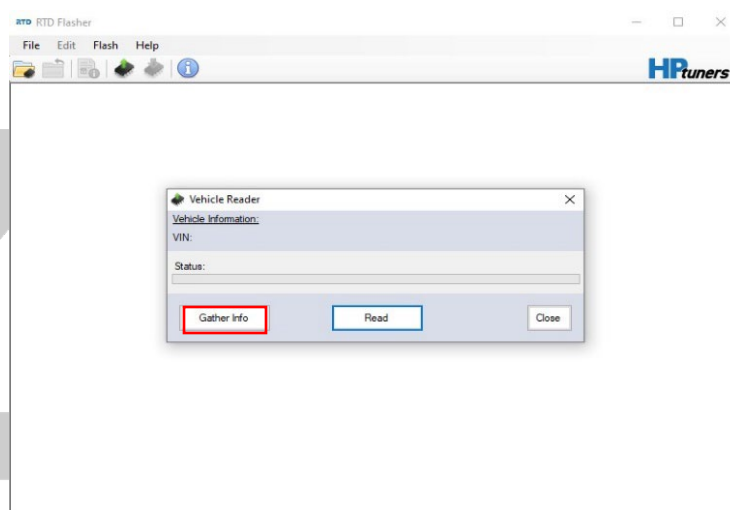 RTD RTD Flasher
File Edit Flash Help
HPtuners
Vehicle Reader
Vehicle Information:
VIN:
Status:
Gather Info Read Close